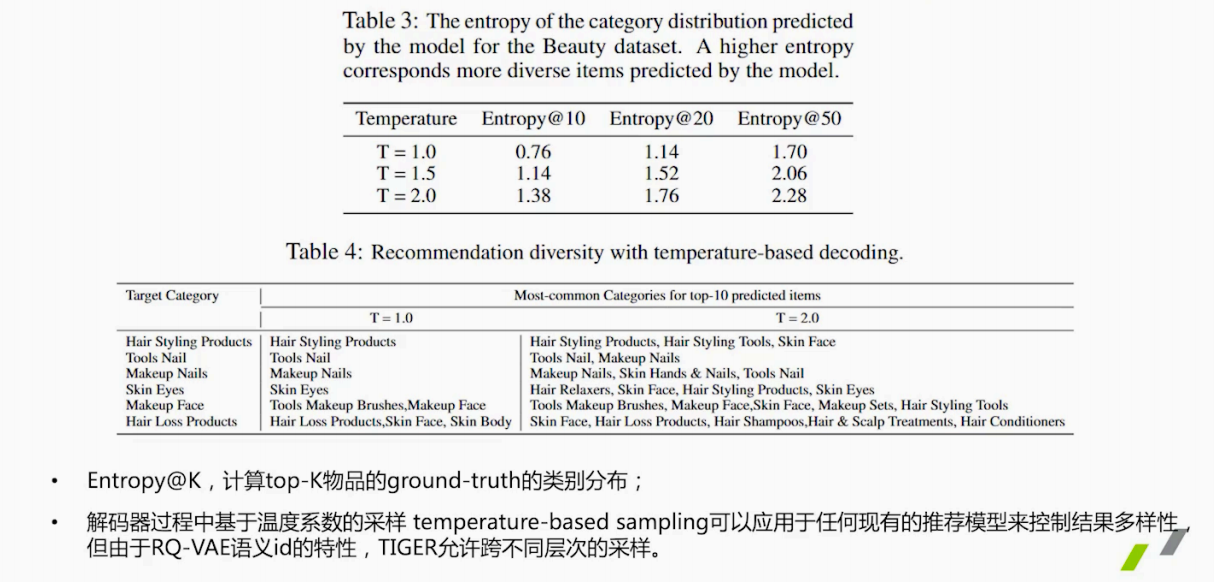 Table 3: The entropy of the category distribution predicted
by the model for the Beauty dataset. A higher entropy
corresponds more diverse items predicted by the model.
Temperature Entropy@10 Entropy@20 Entropy@50
T = 1.0 0.76 1.14 1.70
T = 1.5 1.14 1.52 2.06
T = 2.0 1.38 1.76 2.28
Table 4: Recommendation diversity with temperature-based decoding.
Target Category Most-common Categories for top-10 predicted items
T = 1.0 T = 2.0
Hair Styling Products Hair Styling Products Hair Styling Products, Hair Styling Tools, Skin Face
Tools Nail Tools Nail Tools Nail, Makeup Nails
Makeup Nails Makeup Nails Makeup Nails, Skin Hands & Nails, Tools Nail
Skin Eyes Skin Eyes Hair Relaxers, Skin Face, Hair Styling Products, Skin Eyes
Makeup Face Tools Makeup Brushes,Makeup Face Tools Makeup Brushes, Makeup Face,Skin Face, Makeup Sets, Hair Styling Tools
Hair Loss Products Hair Loss Products,Skin Face, Skin Body Skin Face, Hair Loss Products, Hair Shampoos,Hair & Scalp Treatments, Hair Conditioners
• Entropy@K，计算top-K物品的ground-truth的类别分布；
• 解码器过程中基于温度系数的采样 temperature-based sampling可以应用于任何现有的推荐模型来控制结果多样性，
但由于RQ-VAE语义id的特性，TIGER允许跨不同层次的采样。